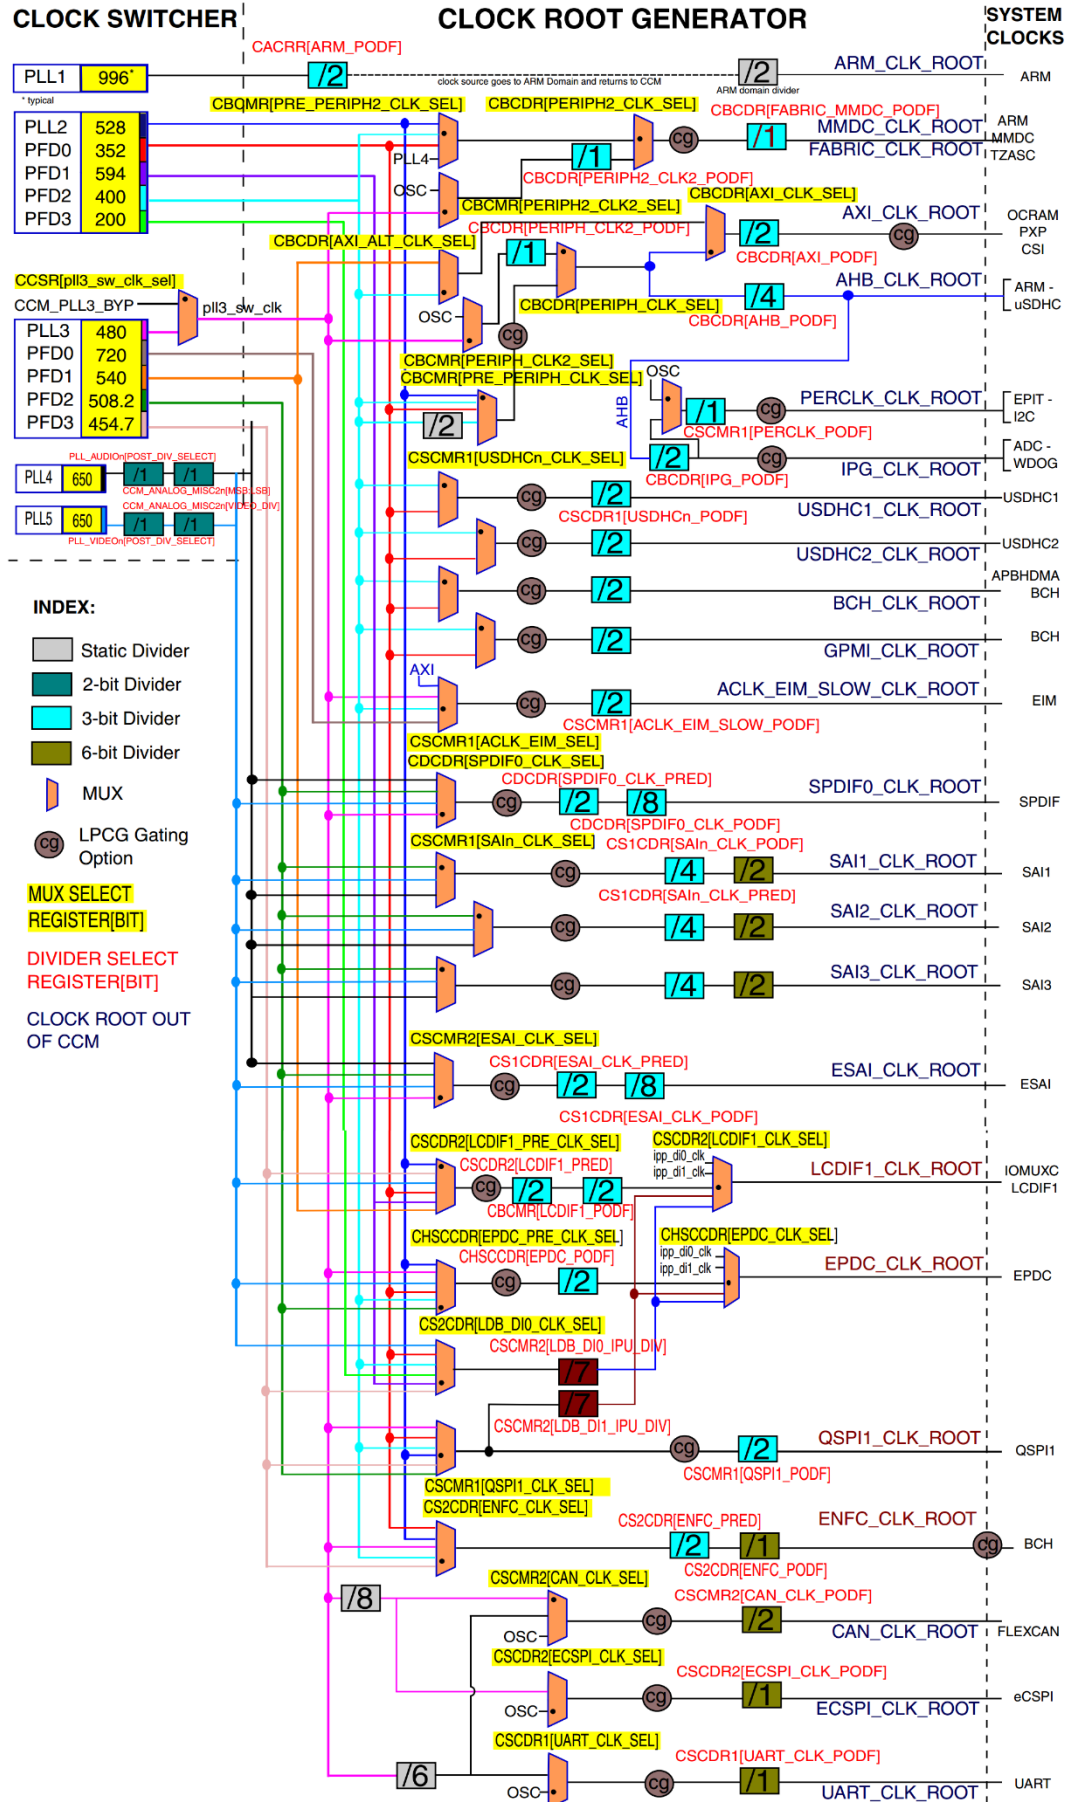 CLOCK SWITCHER
CLOCK ROOT GENERATOR
SYSTEM
CLOCKS
CACRR[ARM_PODF]
PLL1 996*
* typical
/2
clock source goes to ARM Domain and returns to CCM
/2
ARM domain divider
ARM_CLK_ROOT
ARM
CBCMR[PRE_PERIPH2_CLK_SEL]
CBCDR[PERIPH2_CLK_SEL]
CBCDR[FABRIC_MMDC_PODF]
PLL2 528
PFD0 352
PFD1 594
PFD2 400
PFD3 200
PLL4
cg
/1
MMDC_CLK_ROOT
FABRIC_CLK_ROOT
ARM
MMDC
TZASC
/1
CBCDR[PERIPH2_CLK2_PODF]
OSC
CBCMR[PERIPH2_CLK2_SEL]
CBCDR[AXI_CLK_SEL]
CBCDR[PERIPH_CLK2_PODF]
CBCDR[AXI_ALT_CLK_SEL]
/1
/2
CBCDR[AXI_PODF]
AXI_CLK_ROOT
cg
OCRAM
PXP
CSI
CCSR[pll3_sw_clk_sel]
CCM_PLL3_BYP
pll3_sw_clk
CBCDR[PERIPH_CLK_SEL]
OSC
cg
/4
CBCDR[AHB_PODF]
AHB_CLK_ROOT
ARM -
uSDHC
PLL3 480
PFD0 720
PFD1 540
PFD2 508.2
PFD3 454.7
CBCMR[PERIPH_CLK2_SEL]
CBCMR[PRE_PERIPH_CLK_SEL]
/2
OSC
AHB
/1
cg
CSCMR1[PERCLK_PODF]
PERCLK_CLK_ROOT
EPIT -
I2C
/2
cg
CBCDR[IPG_PODF]
IPG_CLK_ROOT
ADC -
WDOG
PLL_AUDIOn[POST_DIV_SELECT]
PLL4 650
/1 /1
CCM_ANALOG_MISC2n[MSB:LSB]
CCM_ANALOG_MISC2n[VIDEO_DIV]
PLL5 650
/1 /1
PLL_VIDEOn[POST_DIV_SELECT]
CSCMR1[USDHCn_CLK_SEL]
cg
/2
CSCDR1[USDHCn_PODF]
USDHC1_CLK_ROOT
USDHC1
cg
/2
USDHC2_CLK_ROOT
USDHC2
cg
/2
BCH_CLK_ROOT
APBHDMA
BCH
cg
/2
GPMI_CLK_ROOT
BCH
INDEX:
Static Divider
2-bit Divider
3-bit Divider
6-bit Divider
MUX
cg
LPCG Gating
Option
MUX SELECT
REGISTER[BIT]
DIVIDER SELECT
REGISTER[BIT]
CLOCK ROOT OUT
OF CCM
AXI
cg
/2
CSCMR1[ACLK_EIM_SLOW_PODF]
ACLK_EIM_SLOW_CLK_ROOT
EIM
CSCMR1[ACLK_EIM_SEL]
CDCDR[SPDIF0_CLK_SEL]
CDCDR[SPDIF0_CLK_PRED]
cg
/2 /8
CDCDR[SPDIF0_CLK_PODF]
SPDIF0_CLK_ROOT
SPDIF
CSCMR1[SAIn_CLK_SEL]
CS1CDR[SAIn_CLK_PODF]
cg
/4 /2
CS1CDR[SAIn_CLK_PRED]
SAI1_CLK_ROOT
SAI1
cg
/4 /2
SAI2_CLK_ROOT
SAI2
cg
/4 /2
SAI3_CLK_ROOT
SAI3
CSCMR2[ESAI_CLK_SEL]
CS1CDR[ESAI_CLK_PRED]
cg
/2 /8
CS1CDR[ESAI_CLK_PODF]
ESAI_CLK_ROOT
ESAI
CSCDR2[LCDIF1_PRE_CLK_SEL]
CSCDR2[LCDIF1_CLK_SEL]
CSCDR2[LCDIF1_PRED]
ipp_di0_clk
ipp_di1_clk
cg
/2 /2
CBCMR[LCDIF1_PODF]
LCDIF1_CLK_ROOT
IOMUXC
LCDIF1
CHSCCDR[EPDC_PRE_CLK_SEL]
CHSCCDR[EPDC_CLK_SEL]
CHSCCDR[EPDC_PODF]
ipp_di0_clk
ipp_di1_clk
cg
/2
EPDC_CLK_ROOT
EPDC
CS2CDR[LDB_DI0_CLK_SEL]
CSCMR2[LDB_DI0_IPU_DIV]
/7
/7
CSCMR2[LDB_DI1_IPU_DIV]
cg
/2
CSCMR1[QSPI1_PODF]
QSPI1_CLK_ROOT
QSPI1
CSCMR1[QSPI1_CLK_SEL]
CS2CDR[ENFC_CLK_SEL]
CS2CDR[ENFC_PRED]
/2 /1
CS2CDR[ENFC_PODF]
ENFC_CLK_ROOT
cg
BCH
CSCMR2[CAN_CLK_SEL]
/8
OSC
cg
CSCMR2[CAN_CLK_PODF]
/2
CAN_CLK_ROOT
FLEXCAN
CSCDR2[ECSPI_CLK_SEL]
OSC
cg
CSCDR2[ECSPI_CLK_PODF]
/1
ECSPI_CLK_ROOT
eCSPI
CSCDR1[UART_CLK_SEL]
/6
OSC
cg
CSCDR1[UART_CLK_PODF]
/1
UART_CLK_ROOT
UART